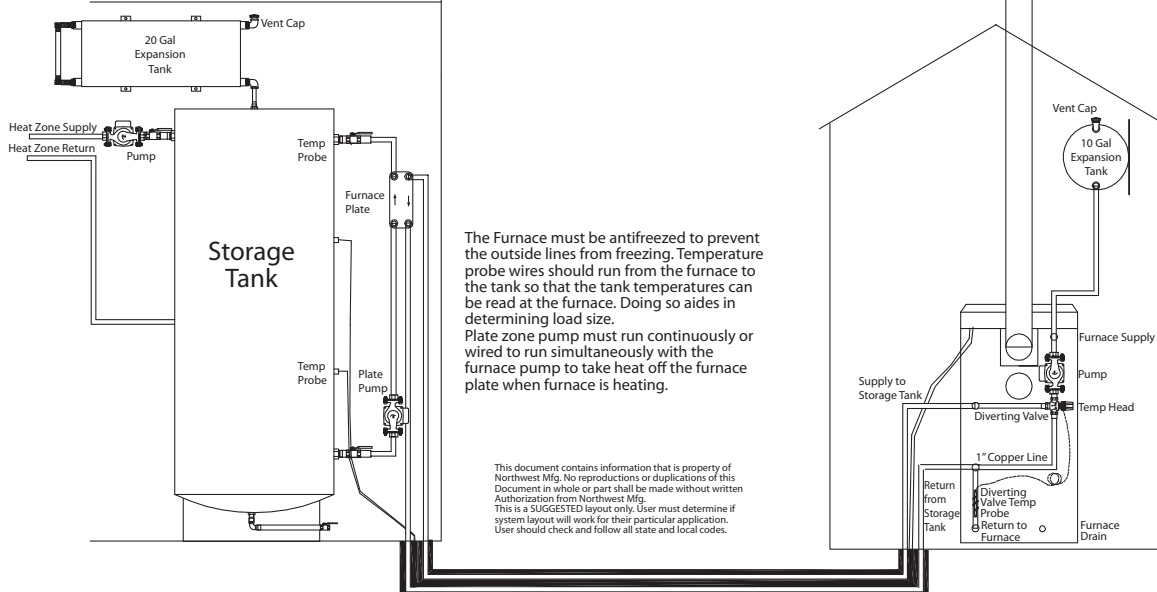 Vent Cap
20 Gal
Expansion
Tank
Heat Zone Supply
Heat Zone Return
Pump
Temp
Probe
Furnace
Plate
Storage
Tank
Temp
Probe
Plate
Pump
The Furnace must be antifreezed to prevent
the outside lines from freezing. Temperature
probe wires should run from the furnace to
the tank so that the tank temperatures can
be read at the furnace. Doing so aides in
determining load size.
Plate zone pump must run continuously or
wired to run simultaneously with the
furnace pump to take heat off the furnace
plate when furnace is heating.
This document contains information that is property of
Northwest Mfg. No reproductions or duplications of this
Document in whole or part shall be made without written
Authorization from Northwest Mfg.
This is a SUGGESTED layout only. User must determine if
system layout will work for their particular application.
User should check and follow all state and local codes.
Vent Cap
10 Gal
Expansion
Tank
Furnace Supply
Pump
Supply to
Storage Tank
Diverting Valve
Temp Head
1" Copper Line
Return
from
Storage
Tank
Diverting
Valve Temp
Probe
Return to
Furnace
Furnace
Drain